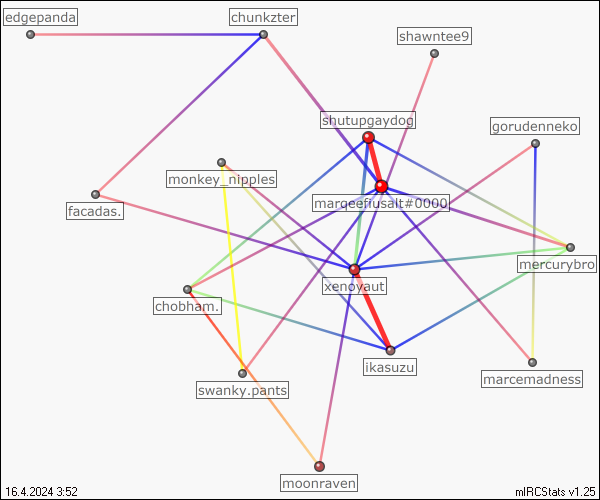 edgepanda
chunkzter
shawntee9
shutupgaydog
gorudenneko
monkey_nipples
marqeefiusalt#0000
facadas.
mercurybro
xenoyaut
chobham.
ikasuzu
marcemadness
swanky.pants
moonraven
16.4.2024 3:52
mIRCStats v1.25